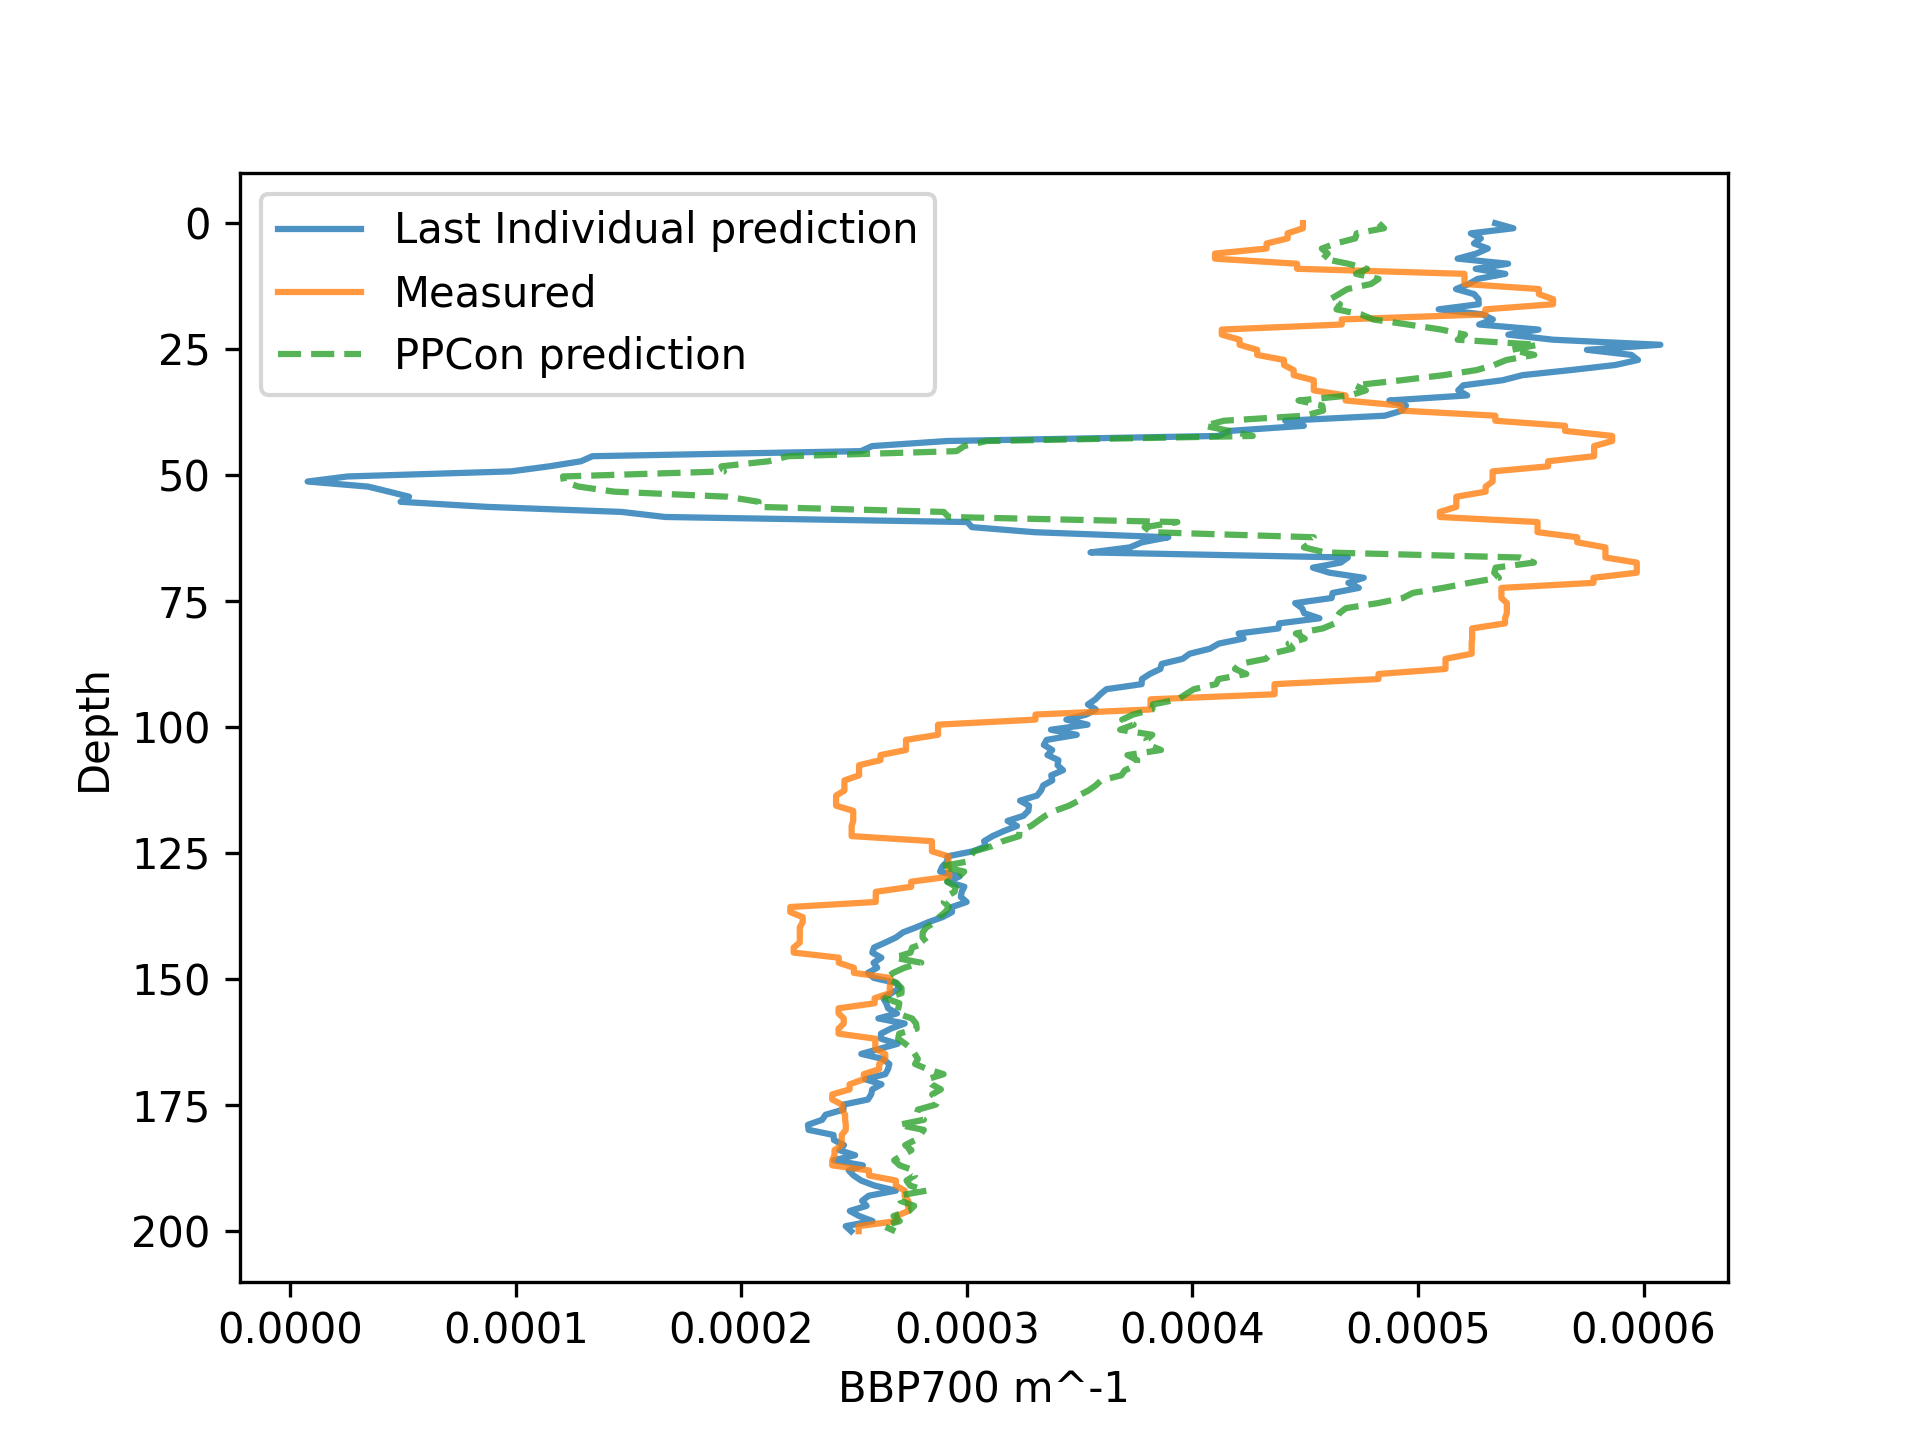 Last Individual prediction
Measured
PPCon prediction
0
25
50
75
100
125
150
175
200
Depth
0.0000 0.0001 0.0002 0.0003 0.0004 0.0005 0.0006
BBP700 m^-1